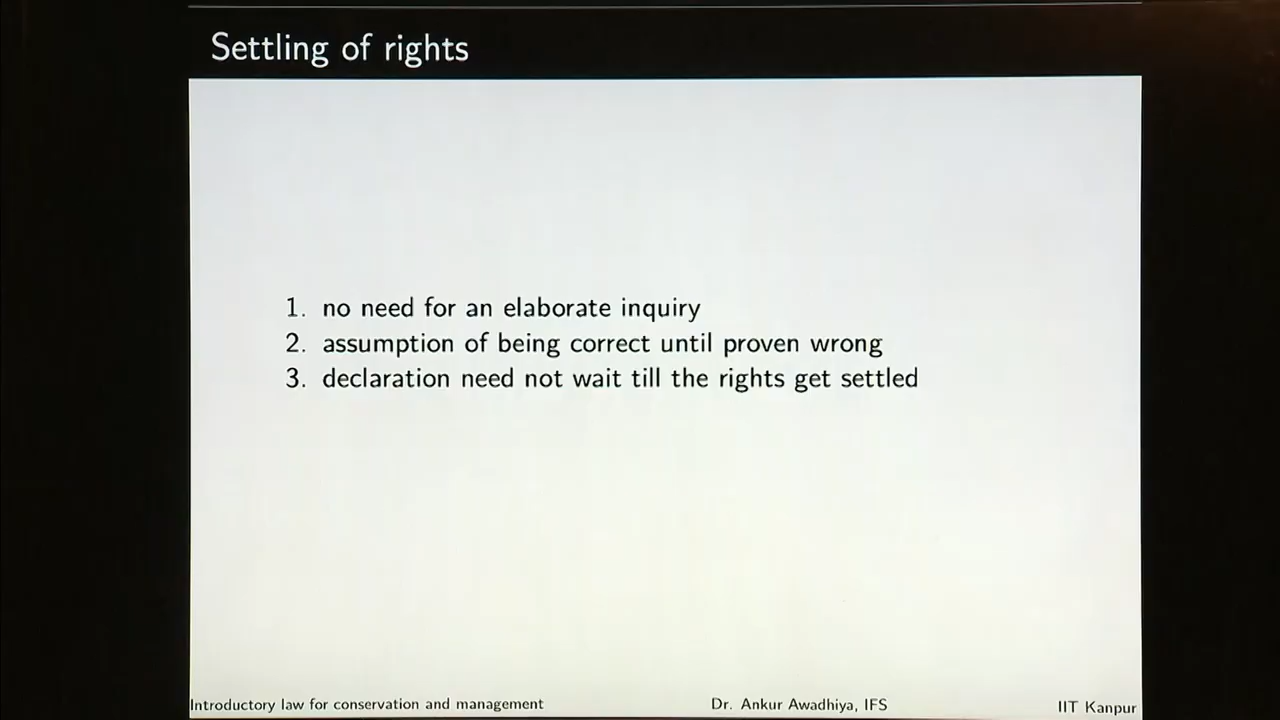 Settling of rights
1. no need for an elaborate inquiry
2. assumption of being correct until proven wrong
3. declaration need not wait till the rights get settled
Introductory law for conservation and management Dr. Ankur Awadhiya, IFS IIT Kanpur